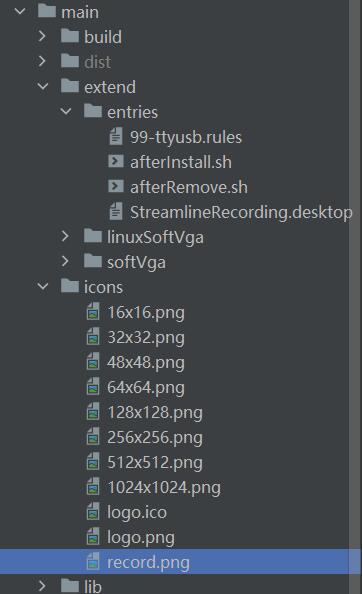 main
build
dist
extend
entries
99-ttyusb.rules
afterInstall.sh
afterRemove.sh
StreamlineRecording.desktop
linuxSoftVga
softVga
icons
16x16.png
32x32.png
48x48.png
64x64.png
128x128.png
256x256.png
512x512.png
1024x1024.png
logo.ico
logo.png
record.png
lib